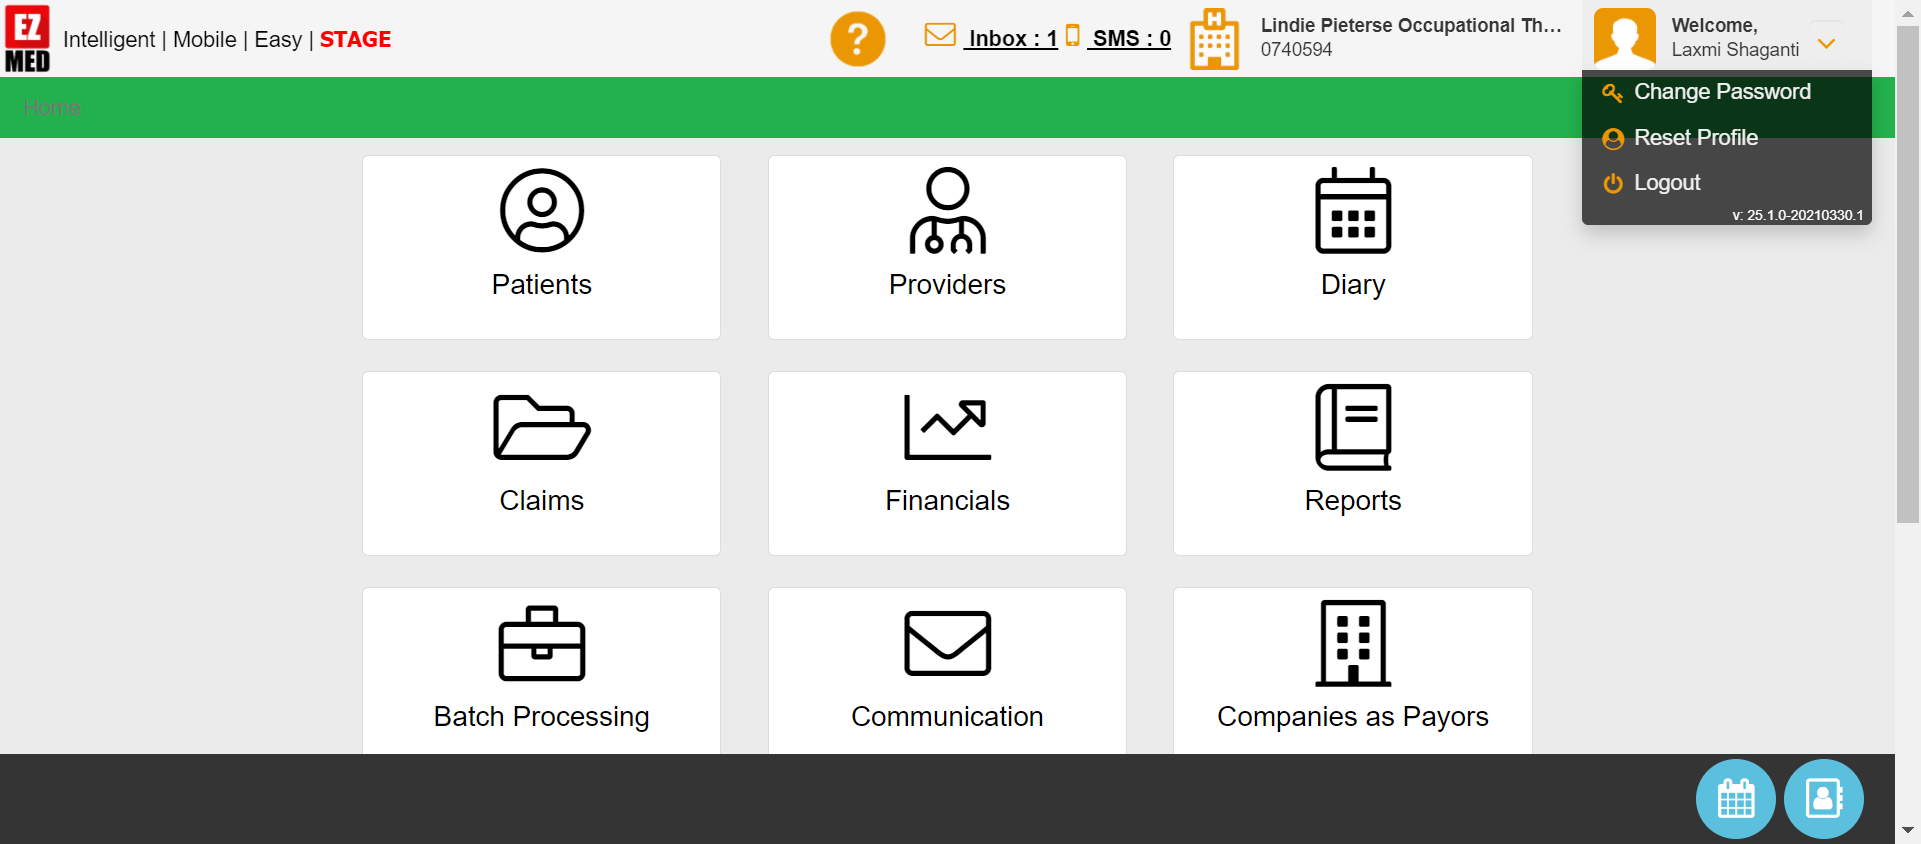 EZ
MED
Intelligent | Mobile | Easy | STAGE
?
Inbox : 1
SMS : 0
H
Lindie Pieterse Occupational Th...
0740594
Welcome,
Laxmi Shaganti
Home
Change Password
Reset Profile
Logout
v: 25.1.0-20210330.1
Patients
Providers
Diary
Claims
Financials
Reports
Batch Processing
Communication
Companies as Payors